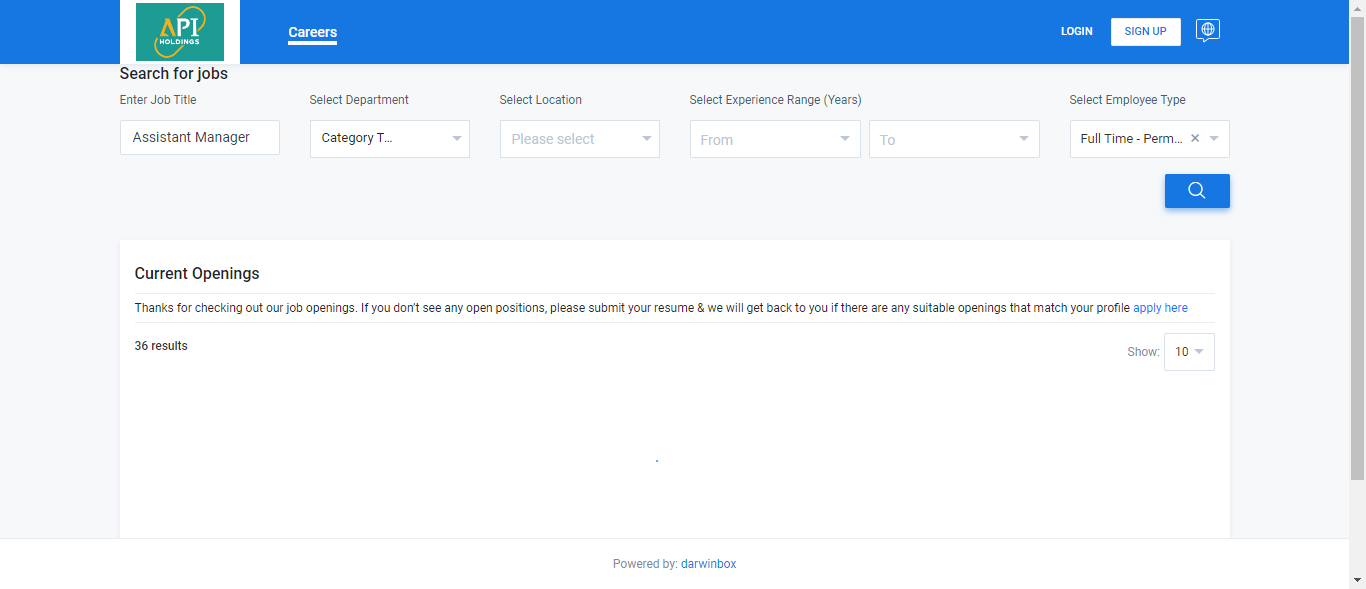 API
HOLDINGS
Careers
LOGIN
SIGN UP
Search for jobs
Enter Job Title
Select Department
Select Location
Select Experience Range (Years)
Select Employee Type
Assistant Manager
Category T...
Please select
From
To
Full Time - Perm... ×
Current Openings
Thanks for checking out our job openings. If you don't see any open positions, please submit your resume & we will get back to you if there are any suitable openings that match your profile apply here
36 results
Show: 10
Powered by: darwinbox